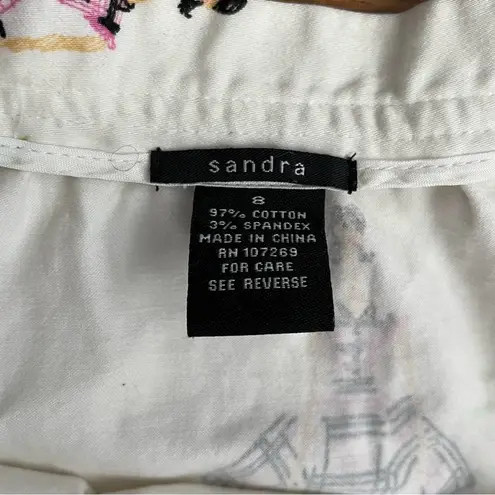 sandra
8
97% COTTON
3% SPANDEX
MADE IN CHINA
RN 107269
FOR CARE
SEE REVERSE